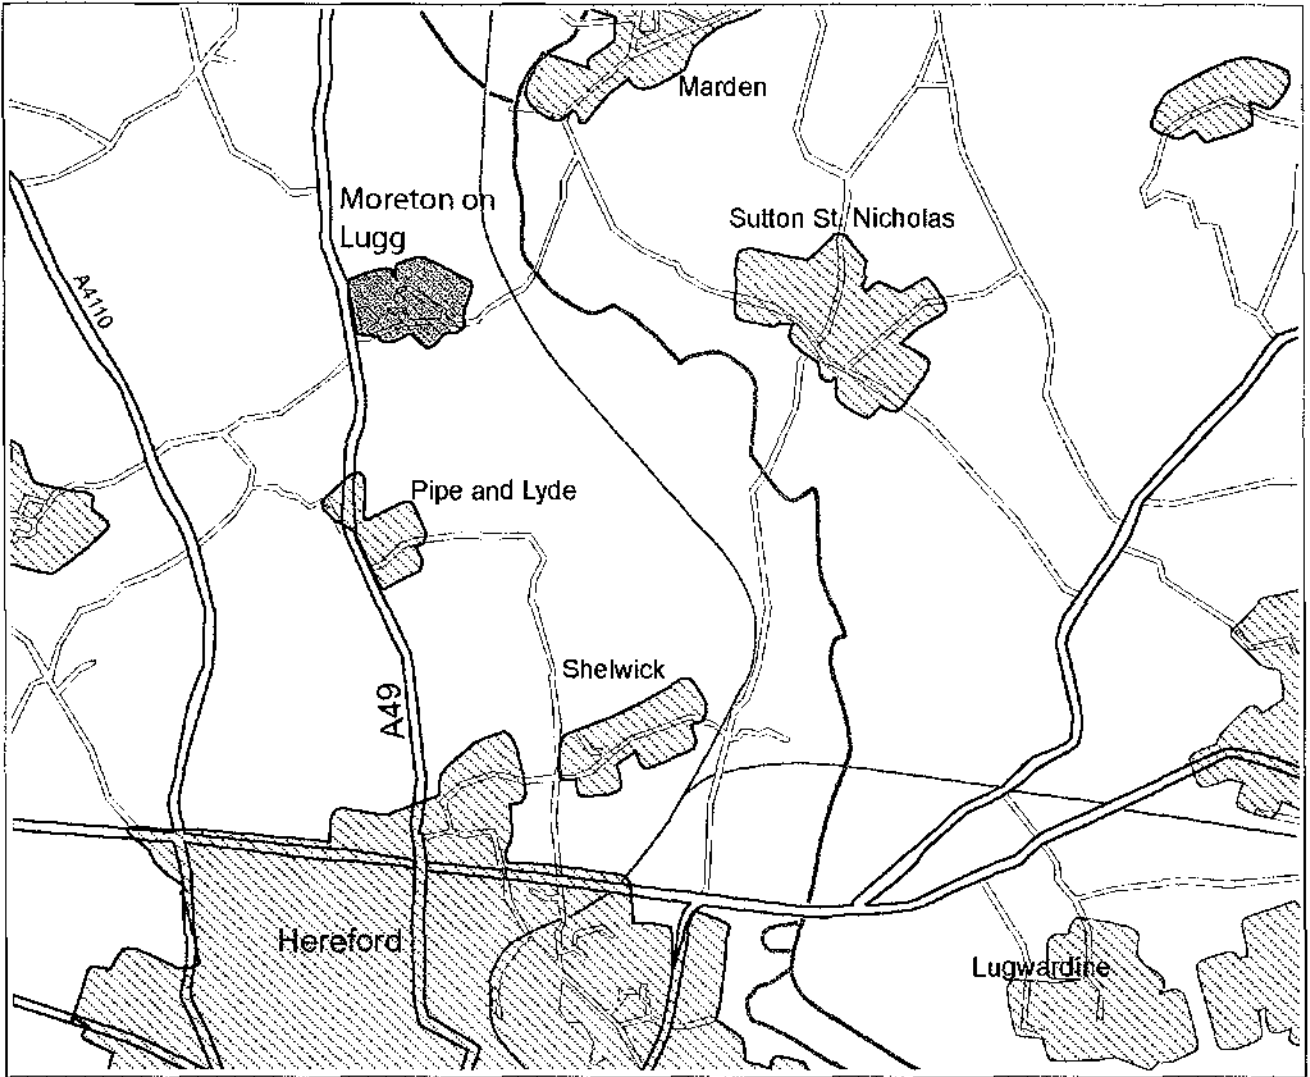 Marden
Moreton on
Lugg
Sutton St. Nicholas
A4110
Pipe and Lyde
Shelwick
A49
Hereford
Lugwardine